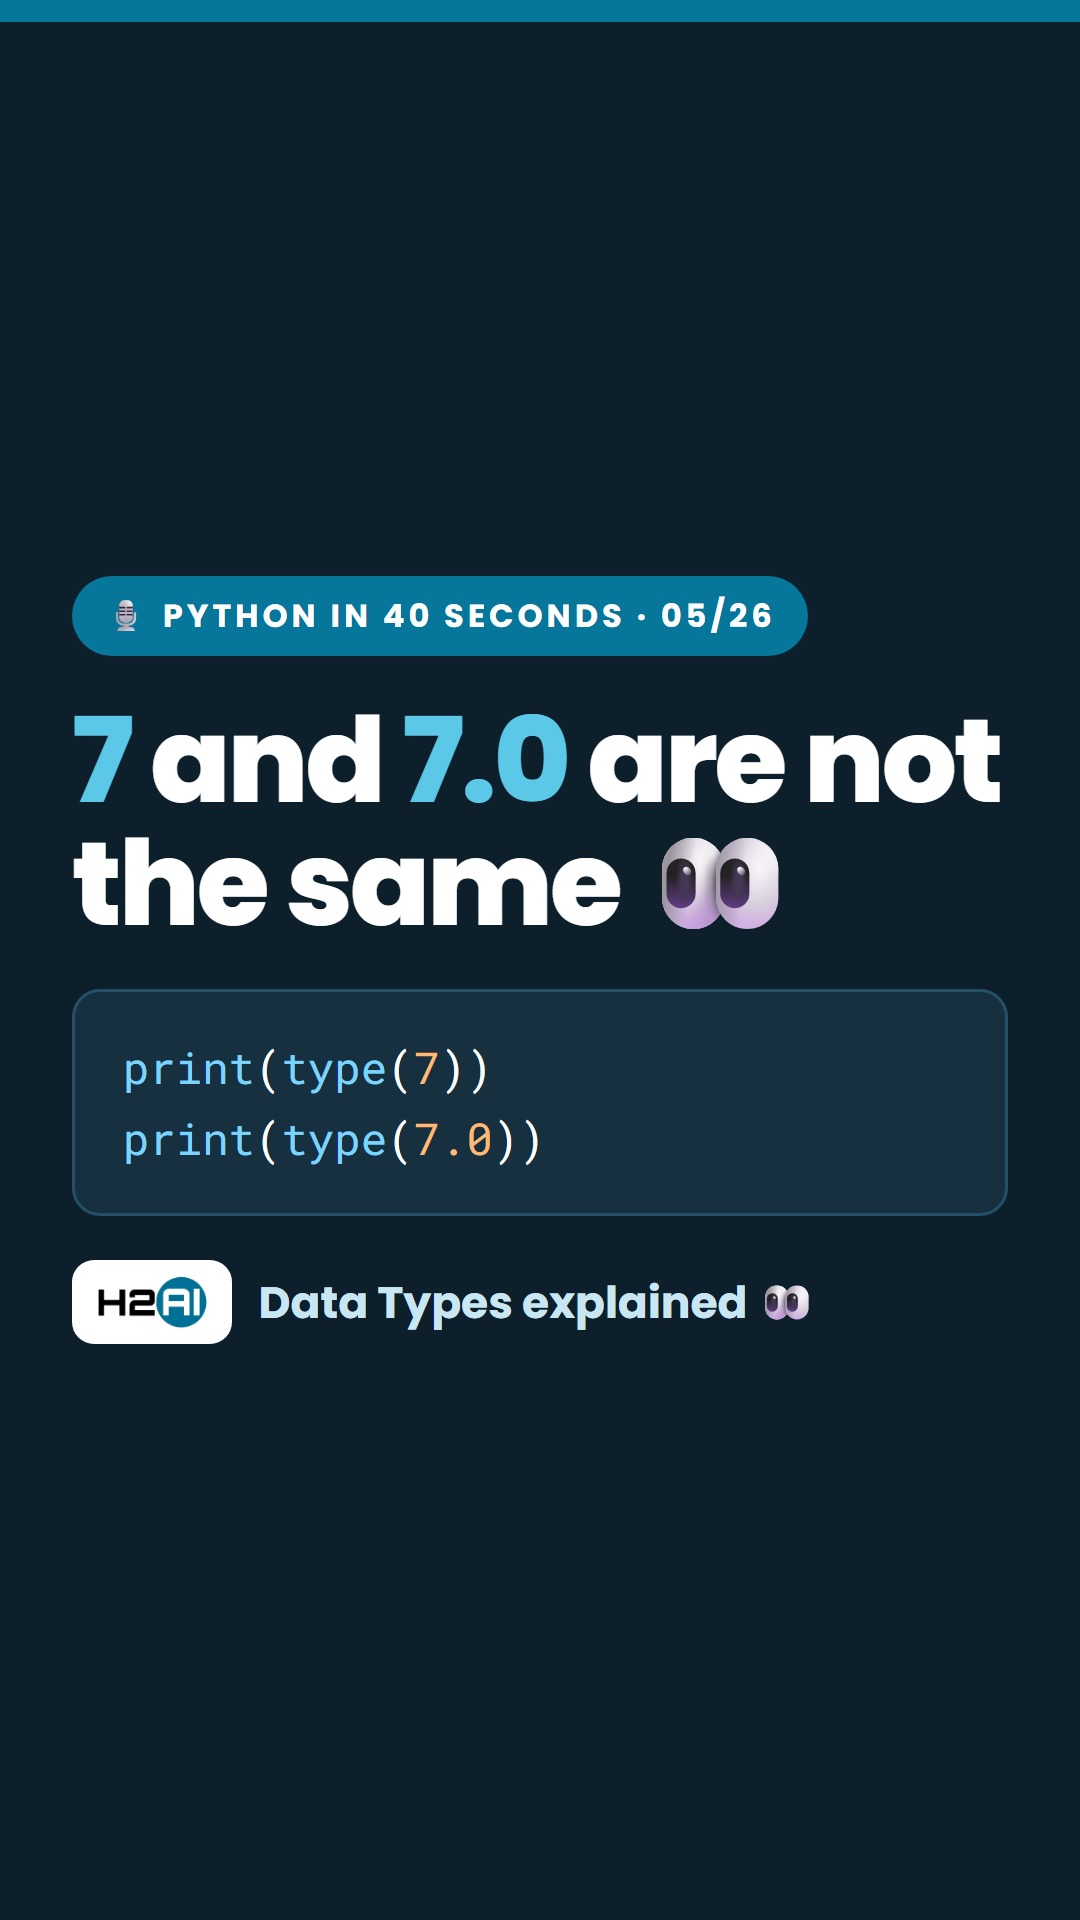 🎙️ PYTHON IN 40 SECONDS · 05/26
7 and 7.0 are not
the same 👀
print(type(7))
print(type(7.0))
H2AI Data Types explained 👀